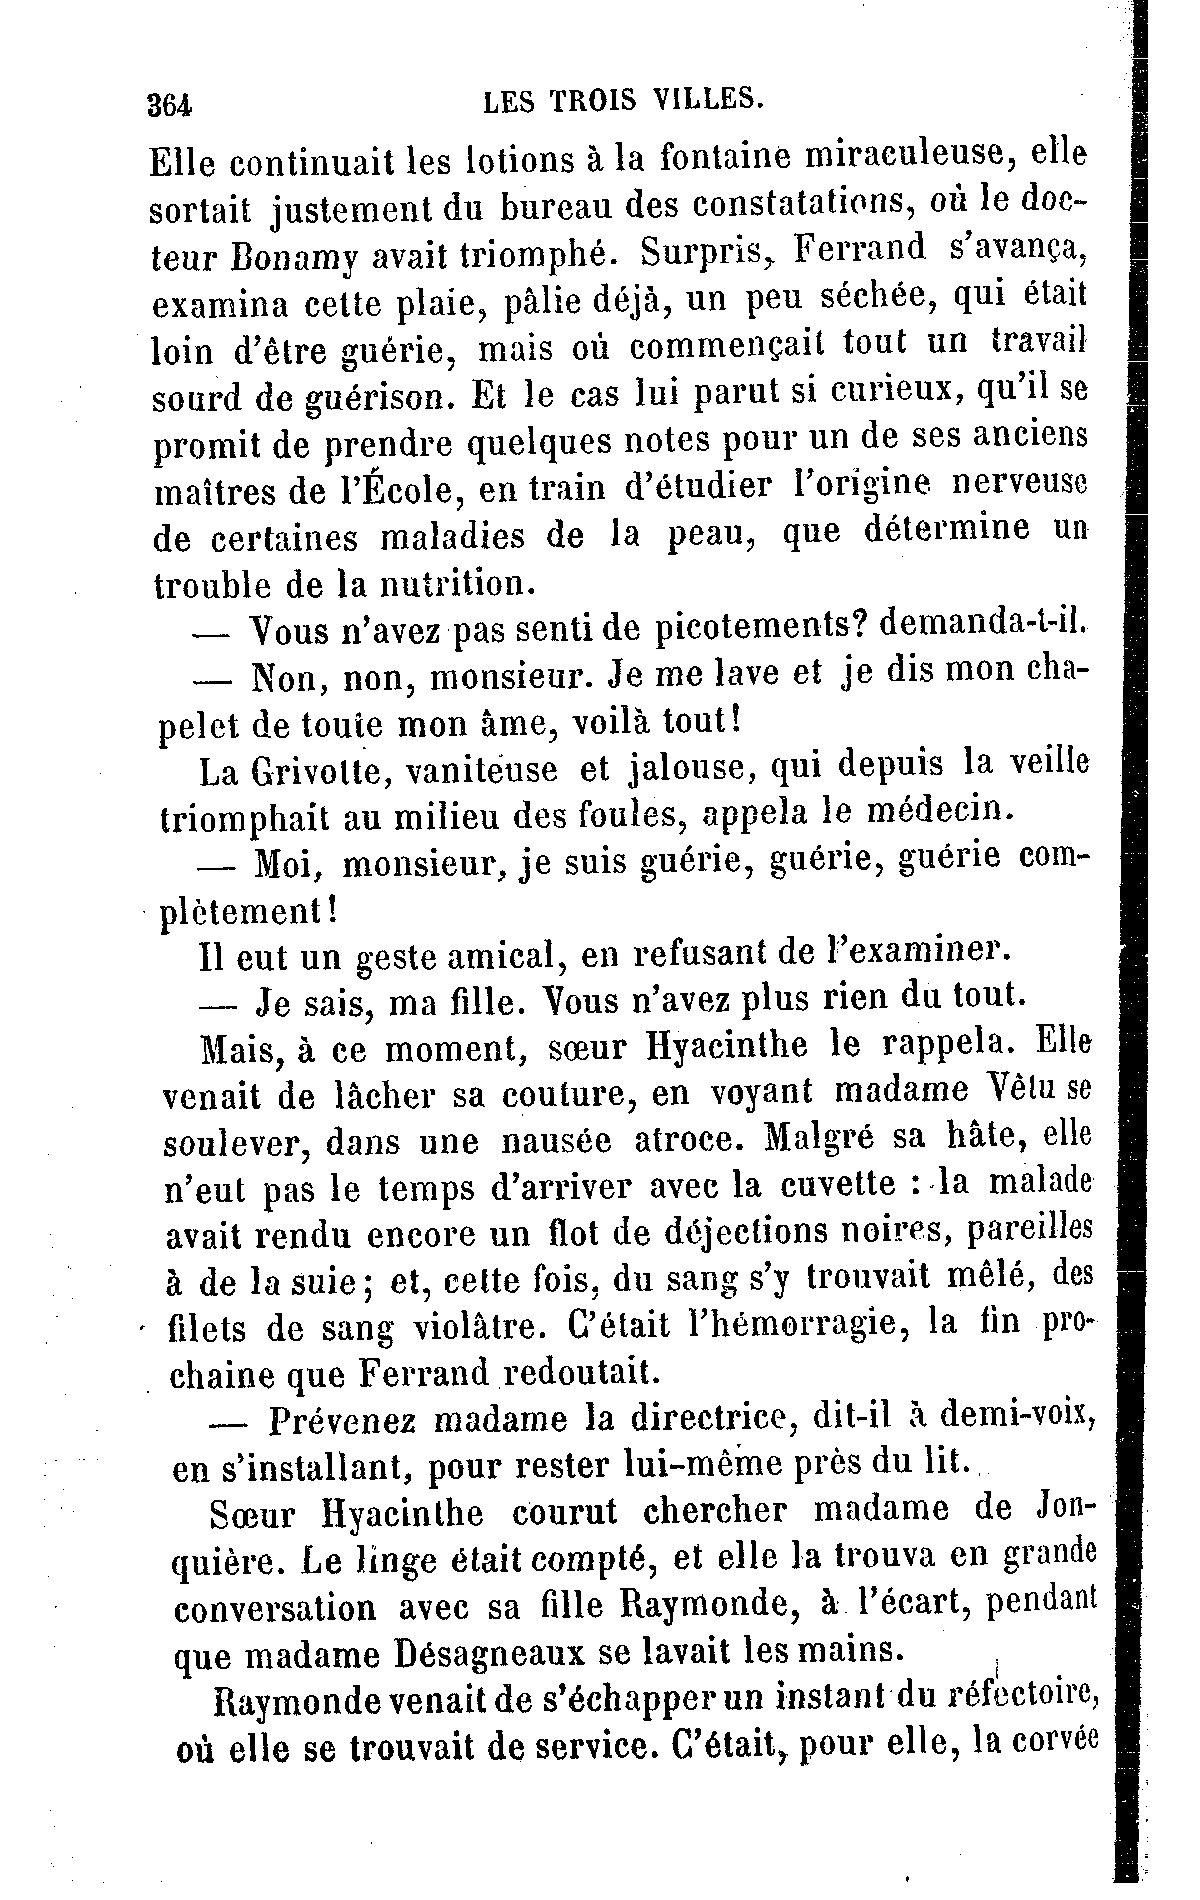 364 LES TROIS VILLES.
Elle continuait les lotions à la fontaine miraculeuse, elle
sortait justement du bureau des constatations, où le doc-
teur Bonamy avait triomphé. Surpris, Ferrand s'avança,
examina cette plaie, pâlie déjà, un peu séchée, qui était
loin d'être guérie, mais où commençait tout un travail
sourd de guérison. Et le cas lui parut si curieux, qu'il se
promit de prendre quelques notes pour un de ses anciens
maîtres de l'École, en train d'étudier l'origine nerveuse
de certaines maladies de la peau, que détermine un
trouble de la nutrition.
— Vous n'avez pas senti de picotements? demanda-t-il.
— Non, non, monsieur. Je me lave et je dis mon cha-
pelet de toute mon âme, voilà tout!
La Grivotte, vaniteuse et jalouse, qui depuis la veille
triomphait au milieu des foules, appela le médecin.
— Moi, monsieur, je suis guérie, guérie, guérie com-
plètement!
Il eut un geste amical, en refusant de l'examiner.
— Je sais, ma fille. Vous n'avez plus rien du tout.
Mais, à ce moment, sœur Hyacinthe le rappela. Elle
venait de lâcher sa couture, en voyant madame Vêtu se
soulever, dans une nausée atroce. Malgré sa hâte, elle
n'eut pas le temps d'arriver avec la cuvette : la malade
avait rendu encore un flot de déjections noires, pareilles
à de la suie; et, cette fois, du sang s'y trouvait mêlé, des
filets de sang violâtre. C'était l'hémorragie, la fin pro-
chaine que Ferrand redoutait.
— Prévenez madame la directrice, dit-il à demi-voix,
en s'installant, pour rester lui-même près du lit.
Sœur Hyacinthe courut chercher madame de Jon-
quière. Le linge était compté, et elle la trouva en grande
conversation avec sa fille Raymonde, à l'écart, pendant
que madame Désagneaux se lavait les mains.
Raymonde venait de s'échapper un instant du réfectoire,
où elle se trouvait de service. C'était, pour elle, la corvée